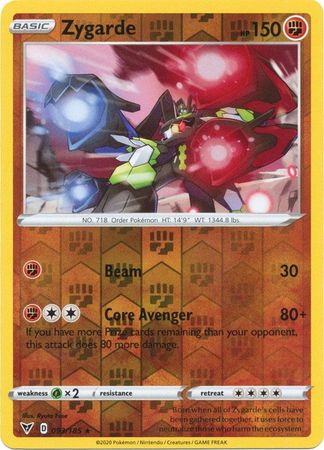 BASIC Zygarde HP 150
NO. 718 Order Pokémon HT: 14'9" WT: 1344.8 lbs.
Beam 30
Core Avenger 80+
If you have more Prize cards remaining than your opponent,
this attack does 80 more damage.
weakness ×2 resistance retreat
Illus. Ryota Fuse
Born when all of Zygarde's cells have
been gathered together, it uses force to
neutralize those who harm the ecosystem.
D 093/185 ★
©2020 Pokémon / Nintendo / Creatures / GAME FREAK